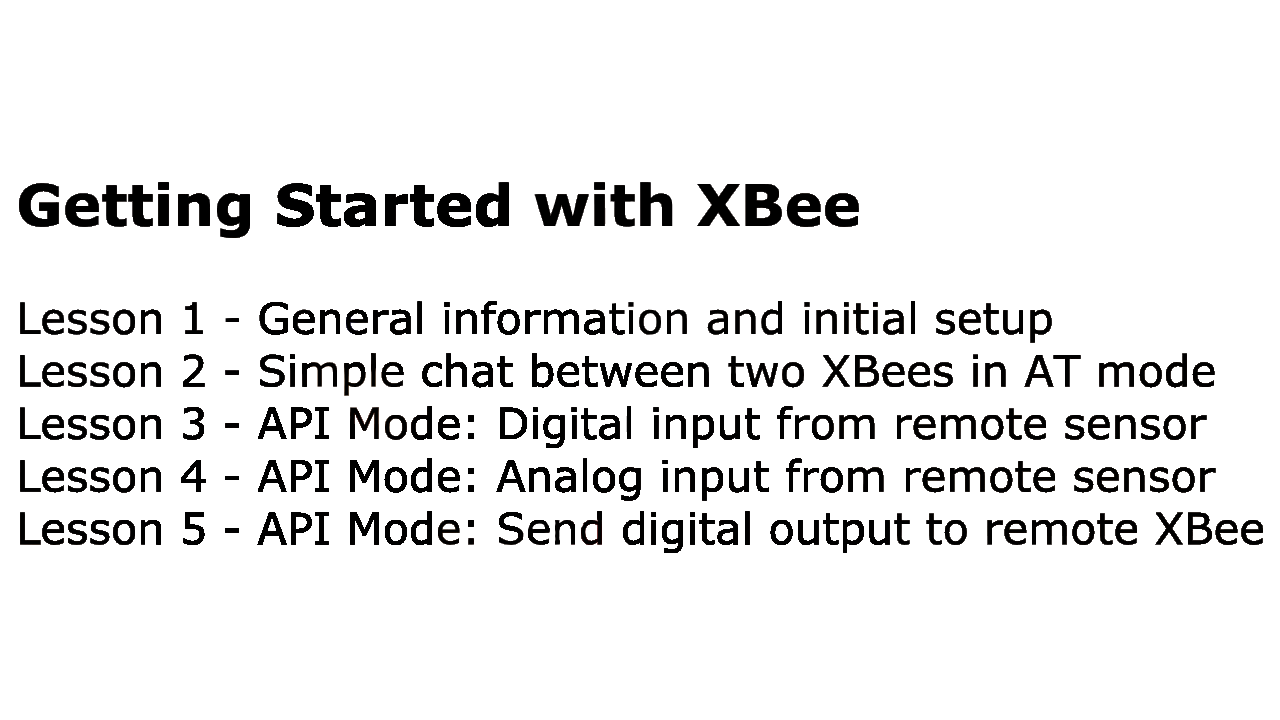 Getting Started with XBee
Lesson 1 - General information and initial setup
Lesson 2 - Simple chat between two XBees in AT mode
Lesson 3 - API Mode: Digital input from remote sensor
Lesson 4 - API Mode: Analog input from remote sensor
Lesson 5 - API Mode: Send digital output to remote XBee